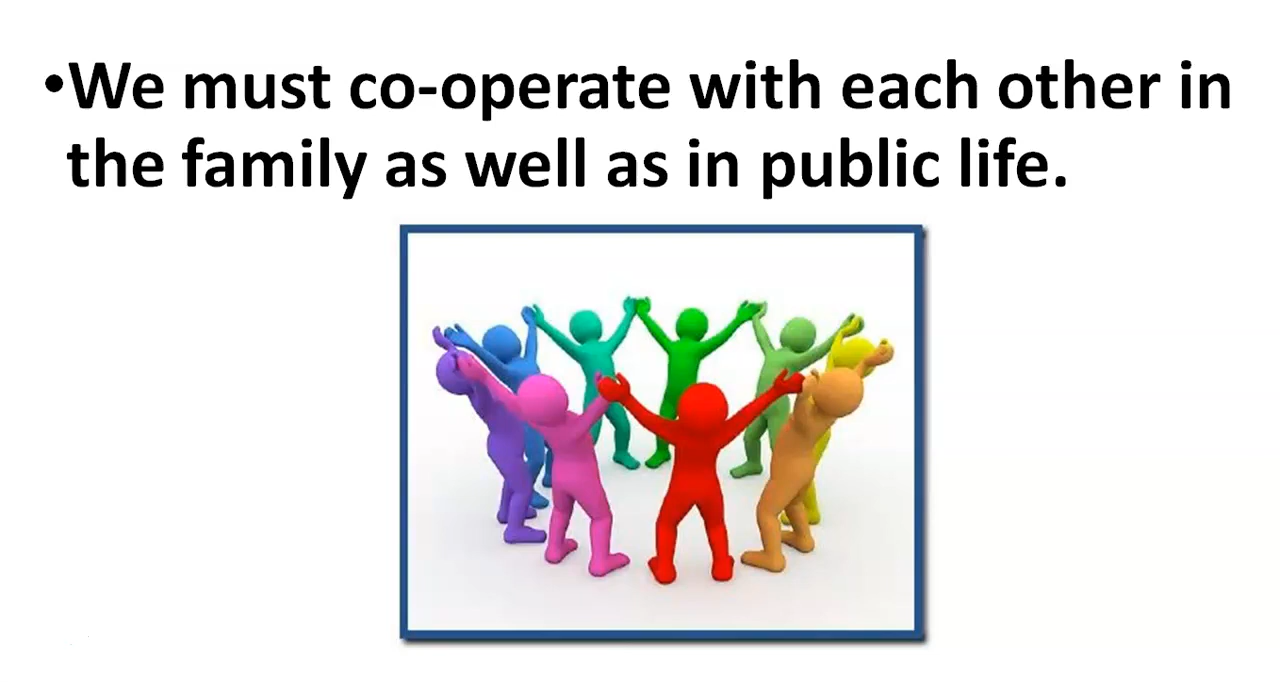 •We must co-operate with each other in
the family as well as in public life.